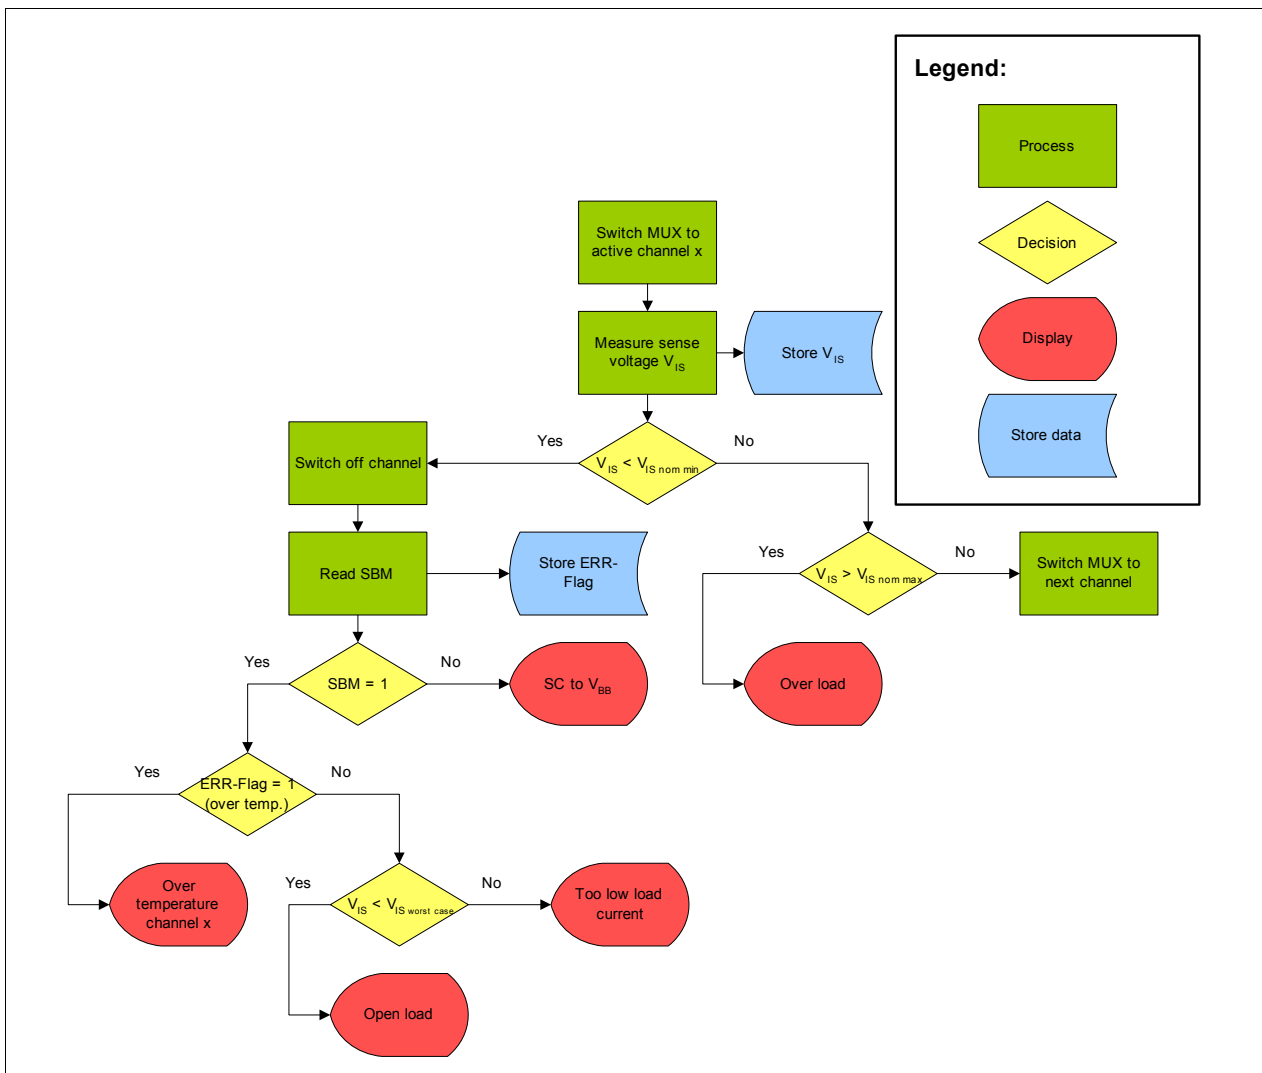 Legend:
Process
Decision
Display
Store data
Switch MUX to
active channel x
Measure sense
voltage VIS
Store VIS
Yes
No
VIS < VIS nom min
Switch off channel
Read SBM
Store ERR-
Flag
Yes
No
VIS > VIS nom max
Switch MUX to
next channel
Over load
Yes
No
SBM = 1
SC to VBB
Yes
No
ERR-Flag = 1
(over temp.)
Over
temperature
channel x
Yes
No
VIS < VIS worst case
Too low load
current
Open load